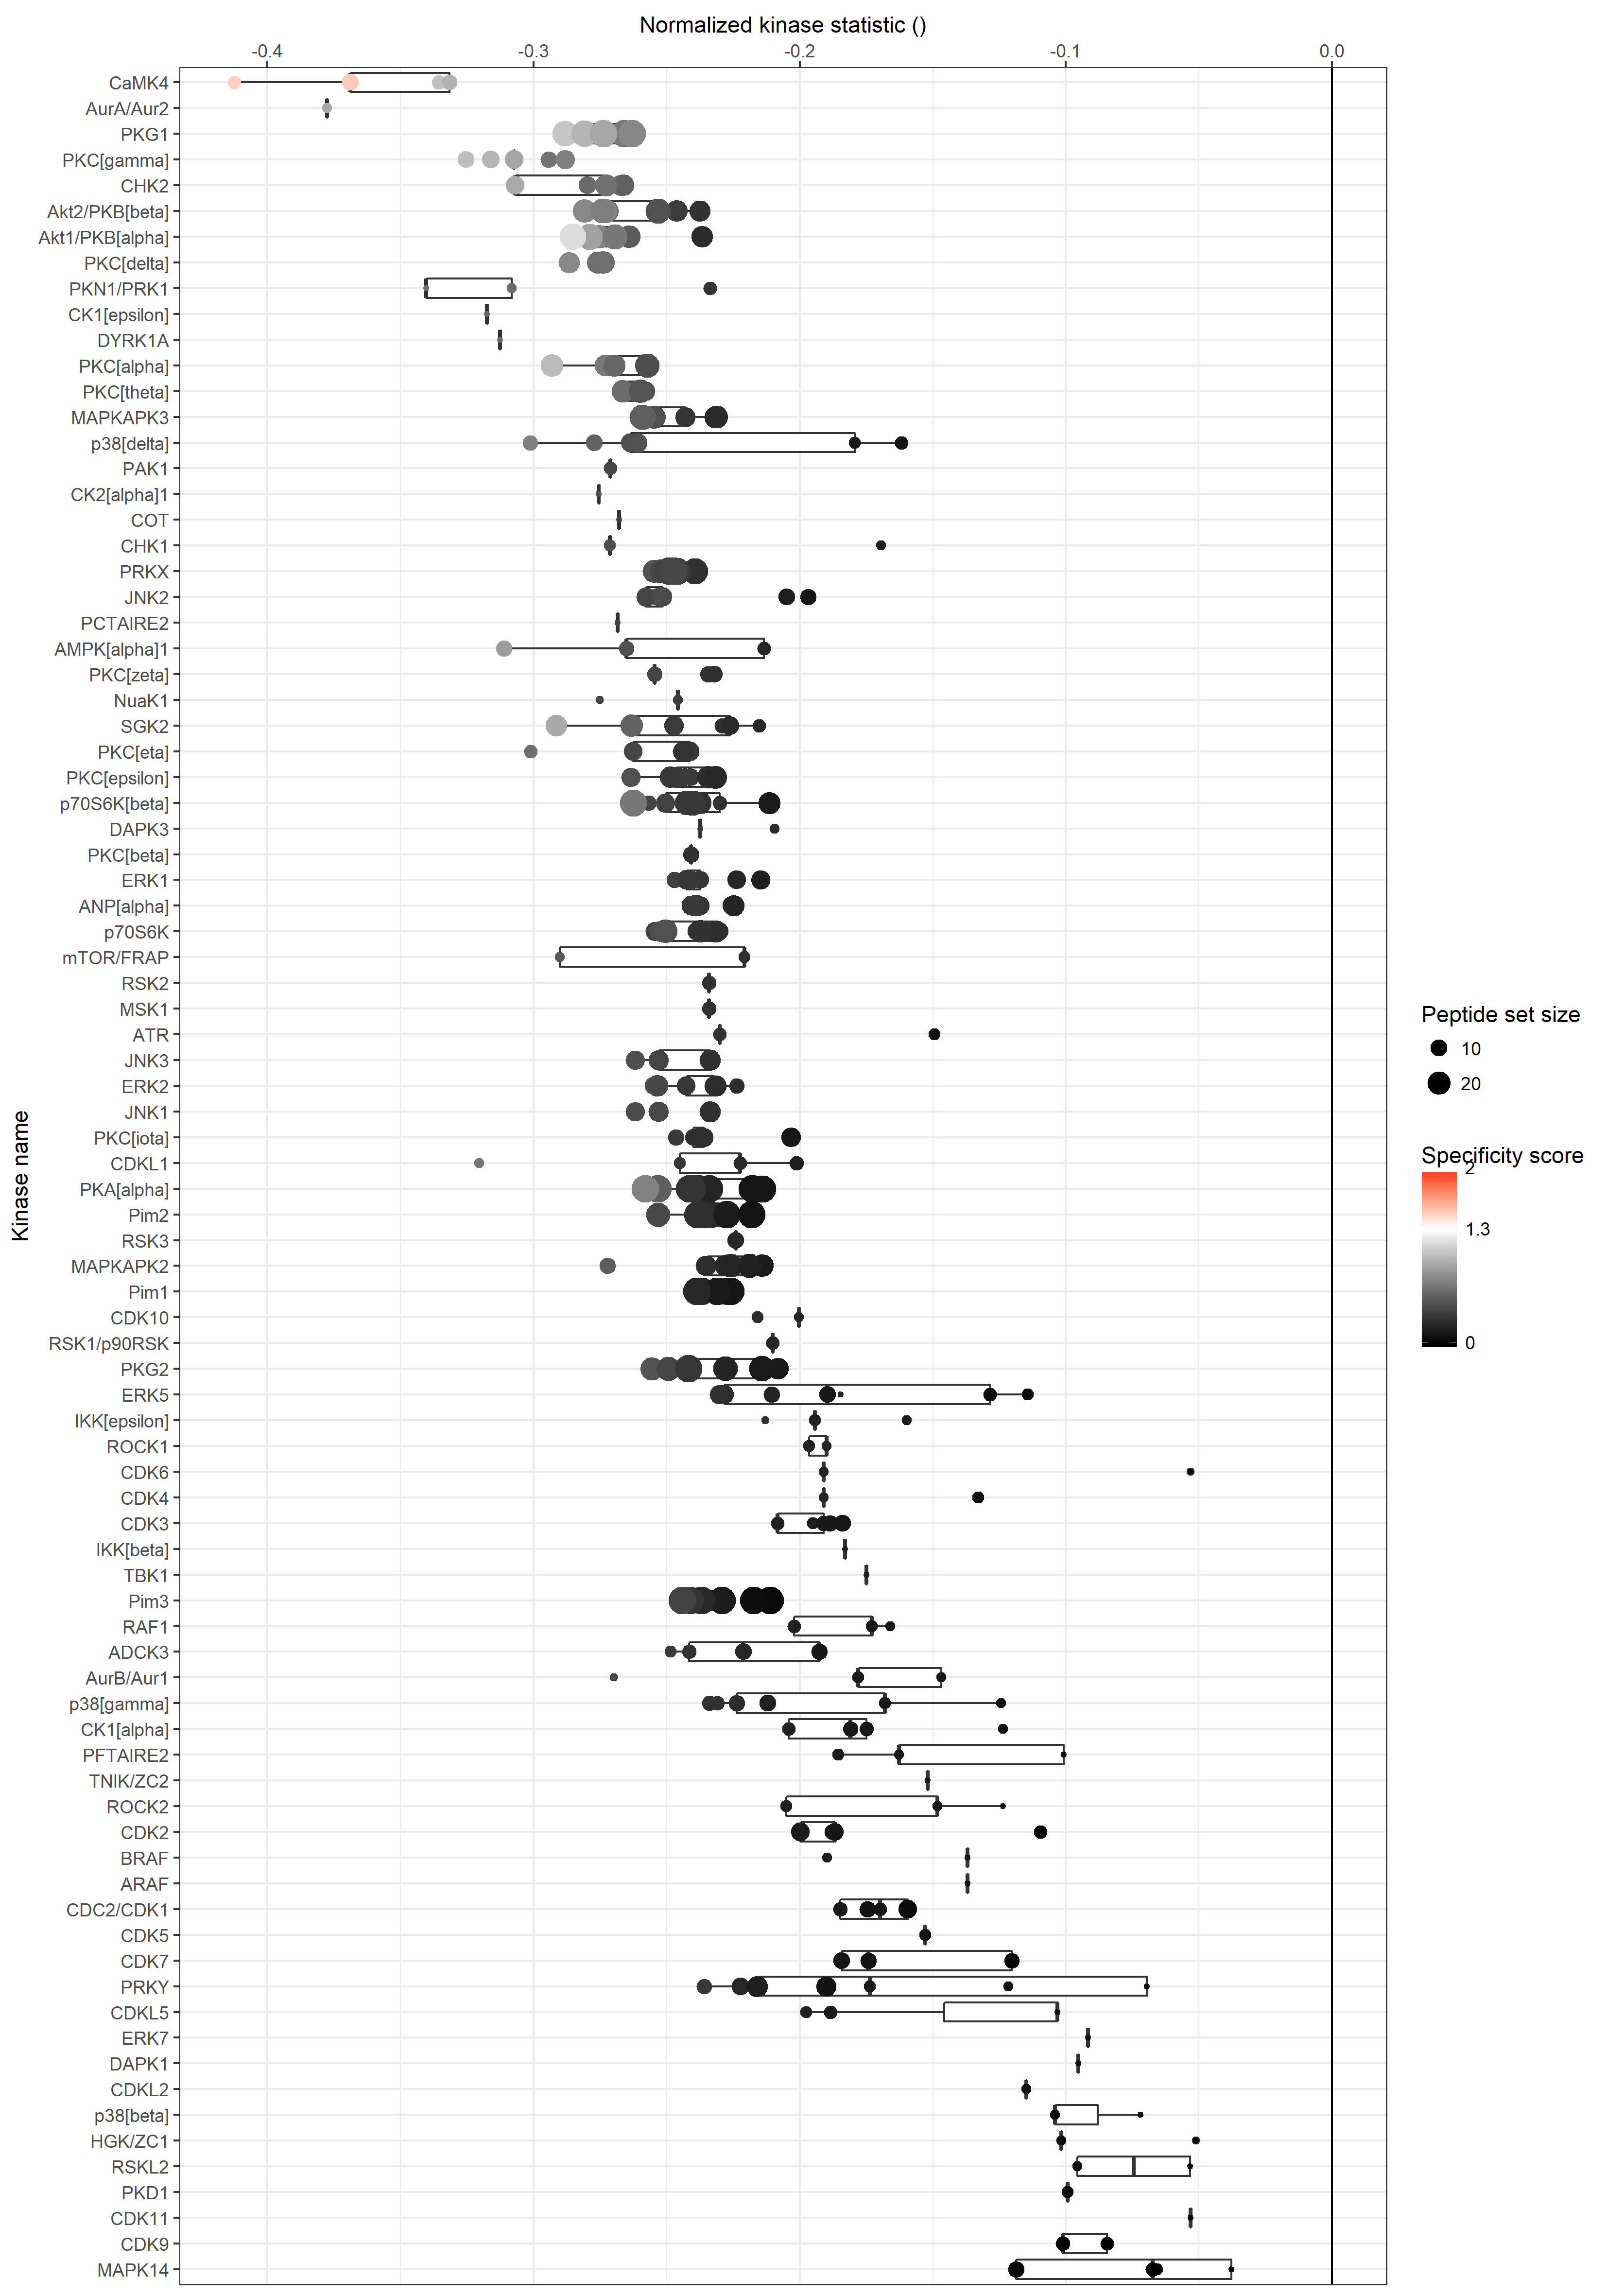 Normalized kinase statistic ()
-0.4 -0.3 -0.2 -0.1 0.0
CaMK4
AurA/Aur2
PKG1
PKC[gamma]
CHK2
Akt2/PKB[beta]
Akt1/PKB[alpha]
PKC[delta]
PKN1/PRK1
CK1[epsilon]
DYRK1A
PKC[alpha]
PKC[theta]
MAPKAPK3
p38[delta]
PAK1
CK2[alpha]1
COT
CHK1
PRKX
JNK2
PCTAIRE2
AMPK[alpha]1
PKC[zeta]
NuaK1
SGK2
PKC[eta]
PKC[epsilon]
p70S6K[beta]
DAPK3
PKC[beta]
ERK1
ANP[alpha]
p70S6K
mTOR/FRAP
RSK2
MSK1
ATR
JNK3
ERK2
JNK1
PKC[iota]
CDKL1
PKA[alpha]
Pim2
RSK3
MAPKAPK2
Pim1
CDK10
RSK1/p90RSK
PKG2
ERK5
IKK[epsilon]
ROCK1
CDK6
CDK4
CDK3
IKK[beta]
TBK1
Pim3
RAF1
ADCK3
AurB/Aur1
p38[gamma]
CK1[alpha]
PFTAIRE2
TNIK/ZC2
ROCK2
CDK2
BRAF
ARAF
CDC2/CDK1
CDK5
CDK7
PRKY
CDKL5
ERK7
DAPK1
CDKL2
p38[beta]
HGK/ZC1
RSKL2
PKD1
CDK11
CDK9
MAPK14
Kinase name
Peptide set size
10
20
Specificity score
2
1.3
0